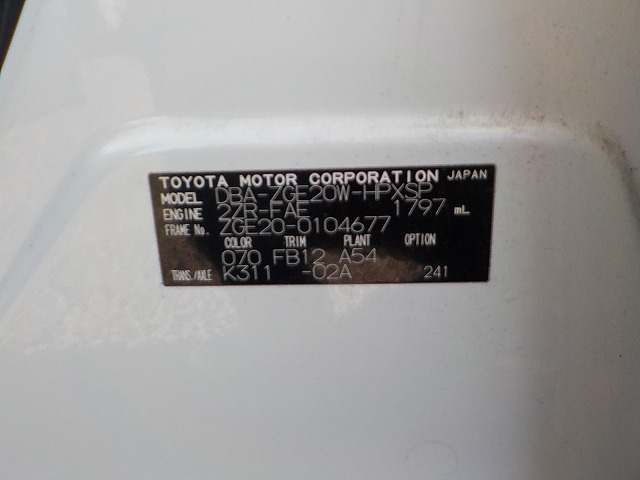 TOYOTA MOTOR CORPORATION JAPAN
MODEL DBA-ZGE20W-HPXSP
ENGINE 2ZR-FAE 1797 mL
FRAME No. ZGE20-0104677
COLOR TRIM PLANT OPTION
070 FB12 A54
TRANS./AXLE K311 -02A 241